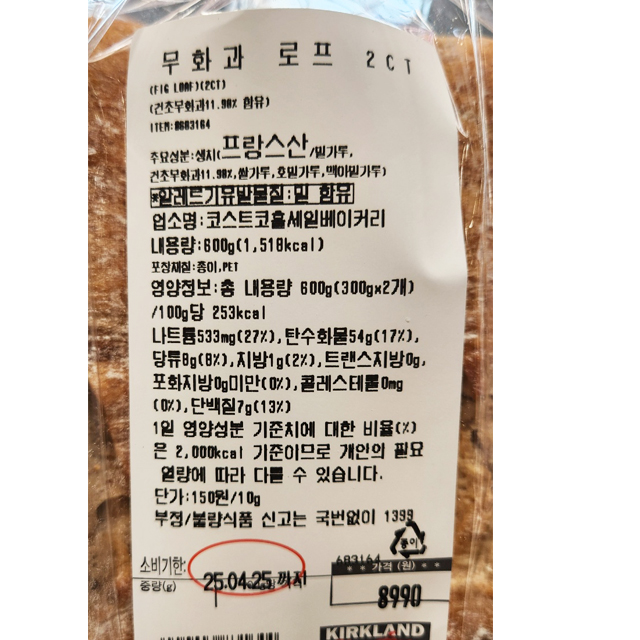 무화과 로프 2CT
(FIG LOAF)(2CT)
(건조무화과11.98% 함유)
ITEM:0683164
주요성분:생지(프랑스산/밀가루,
건조무화과11.98%,쌀가루,호밀가루,맥아밀가루)
*알레르기유발물질:밀 함유
업소명:코스트코홀세일베이커리
내용량:600g(1,518kcal)
포장재질:종이,PET
영양정보:총 내용량 600g(300g×2개)
/100g당 253kcal
나트륨533mg(27%),탄수화물54g(17%),
당류8g(8%),지방1g(2%),트랜스지방0g,
포화지방0g미만(0%),콜레스테롤0mg
(0%),단백질7g(13%)
1일 영양성분 기준치에 대한 비율(%)
은 2,000kcal 기준이므로 개인의 필요
열량에 따라 다를 수 있습니다.
단가:150원/10g
부정/불량식품 신고는 국번없이 1399
종이
소비기한:
683164
중량(g)
25.04.25 까지
** 가격 (원) **
8990
KIRKLAND